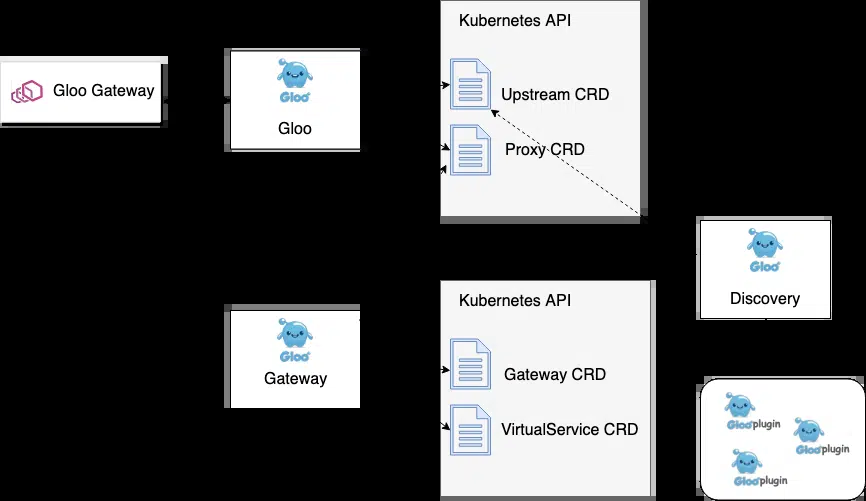 Kubernetes API
Gloo Gateway
Gloo
Gloo
Upstream CRD
Proxy CRD
Gloo
Discovery
Kubernetes API
Gloo
Gateway
Gateway CRD
VirtualService CRD
Gloo plugin
Gloo plugin
Gloo plugin